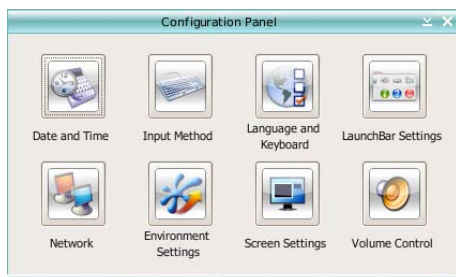 Configuration Panel
Date and Time
Input Method
Language and
Keyboard
LaunchBar Settings
Network
Environment
Settings
Screen Settings
Volume Control